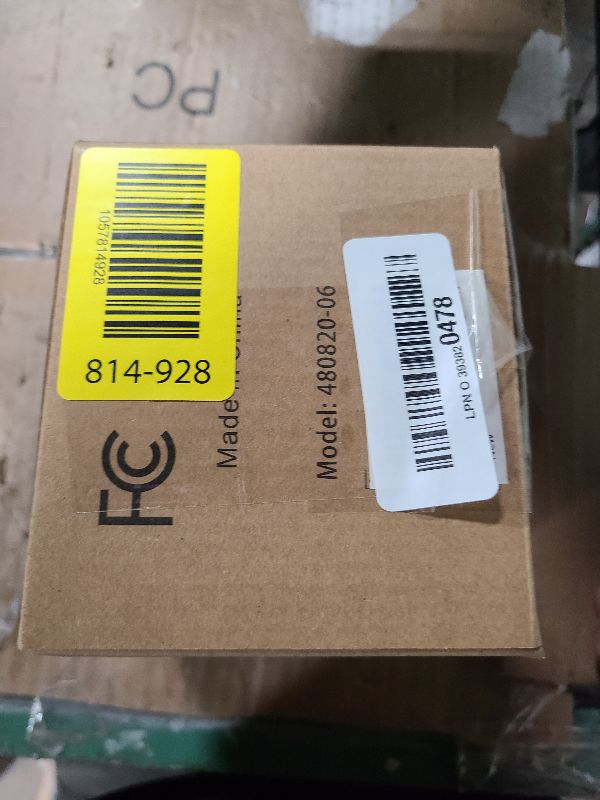 PC
1057814928
814-928
FC
Made in China
Model: 480820-06
LPN O 39382 0478